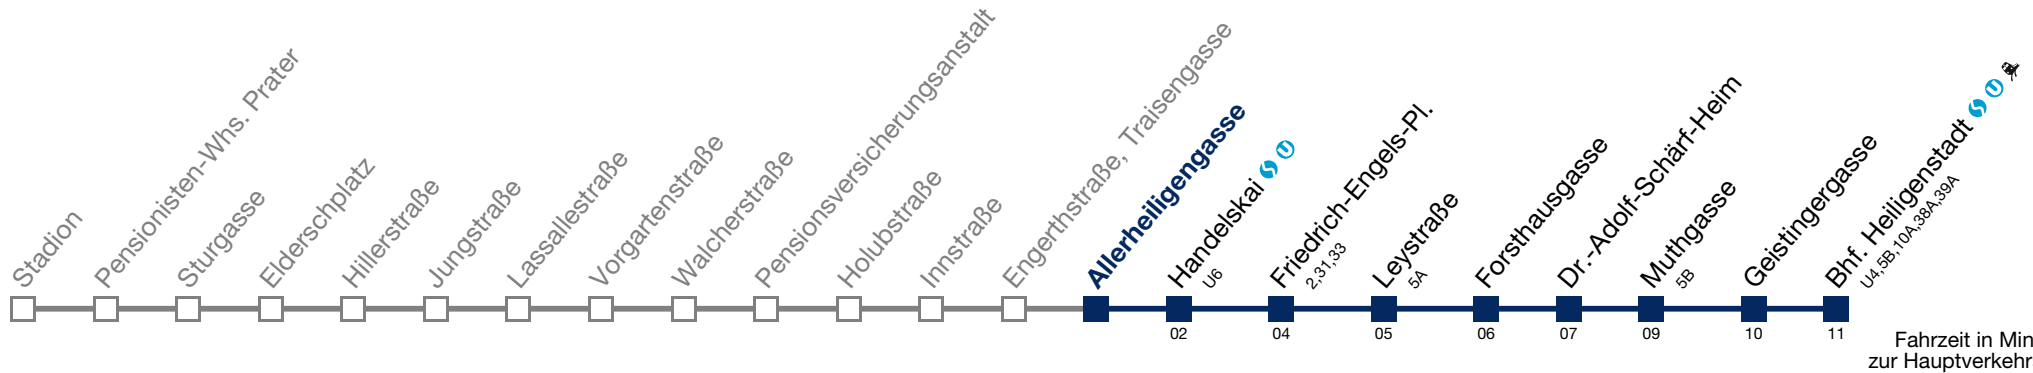 Stadion
Pensionisten-Whs. Prater
Sturgasse
Elderschplatz
Hillerstraße
Jungstraße
Lassallestraße
Vorgartenstraße
Walcherstraße
Pensionsversicherungsanstalt
Holubstraße
Innstraße
Engerthstraße, Traisengasse
Allerheiligengasse
Handelskai
U6
Friedrich-Engels-Pl.
2,31,33
Leystraße
5A
Forsthausgasse
Dr.-Adolf-Schärf-Heim
Muthgasse
5B
Geistingergasse
Bhf. Heiligenstadt
U4,5B,10A,38A,39A
02 04 05 06 07 09 10 11
Fahrzeit in Min
zur Hauptverkehr